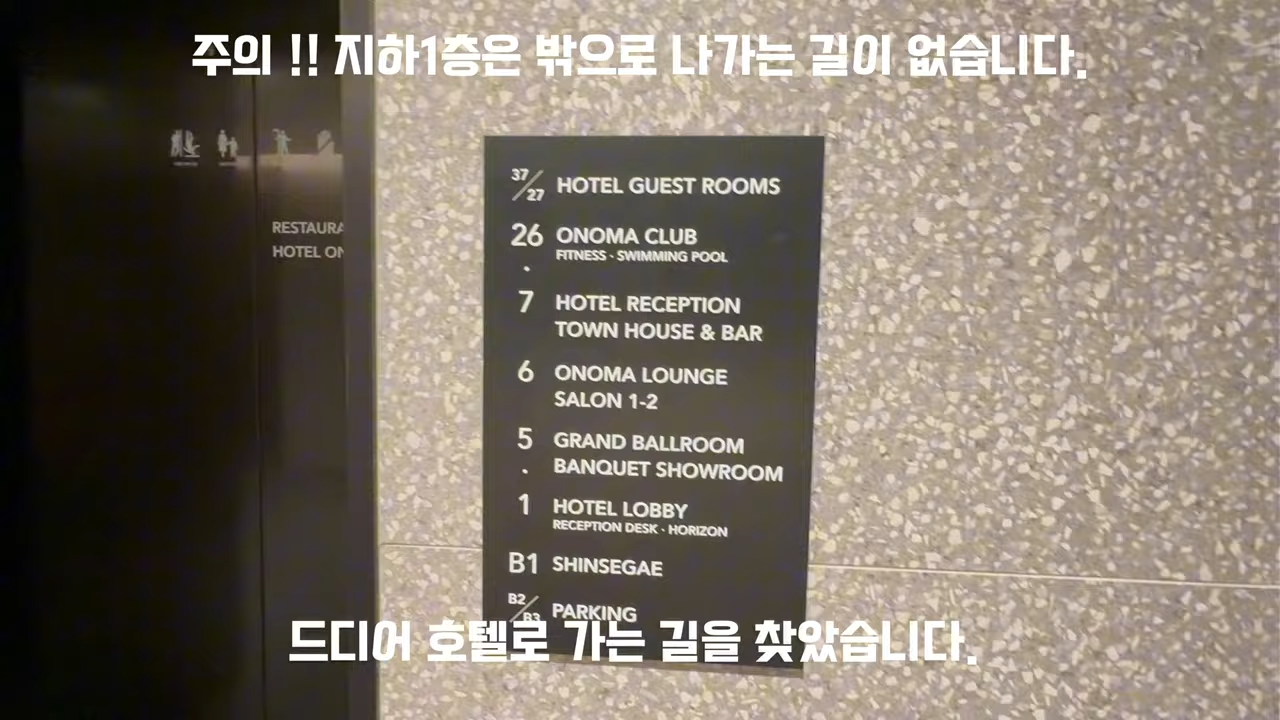 주의 !! 지하1층은 밖으로 나가는 길이 없습니다.
RESTAURA
HOTEL ON
37/27 HOTEL GUEST ROOMS
26 ONOMA CLUB
FITNESS · SWIMMING POOL
7 HOTEL RECEPTION
TOWN HOUSE & BAR
6 ONOMA LOUNGE
SALON 1-2
5 GRAND BALLROOM
BANQUET SHOWROOM
1 HOTEL LOBBY
RECEPTION DESK · HORIZON
B1 SHINSEGAE
B2/B3 PARKING
드디어 호텔로 가는 길을 찾았습니다.